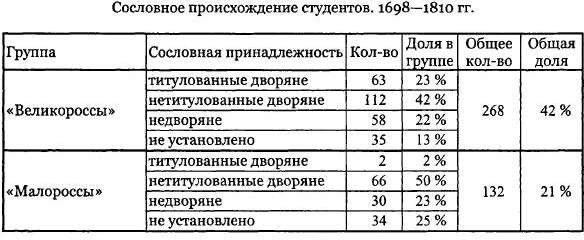 Сословное происхождение студентов. 1698—1810 гг.
Группа Сословная принадлежность Кол-во Доля в группе Общее кол-во Общая доля
«Великороссы» титулованные дворяне 63 23 % 268 42 %
нетитулованные дворяне 112 42 %
недворяне 58 22 %
не установлено 35 13 %
«Малороссы» титулованные дворяне 2 2 % 132 21 %
нетитулованные дворяне 66 50 %
недворяне 30 23 %
не установлено 34 25 %